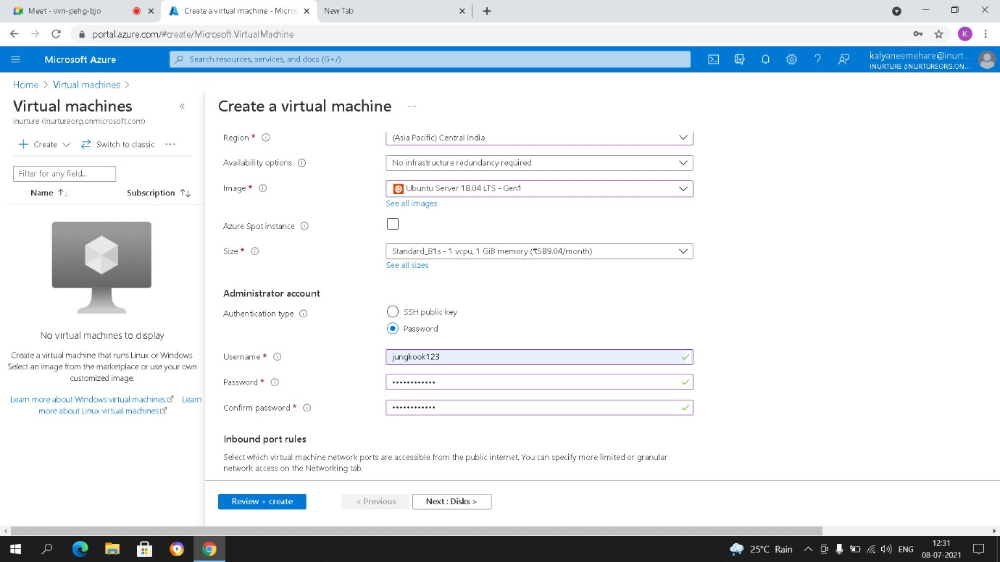 Meet - vvn-pehg-bjo
Create a virtual machine - Micros
New Tab
portal.azure.com/#create/Microsoft.VirtualMachine
K
Microsoft Azure
Search resources, services, and docs (G+/)
kalyaneemehare@inurt...
INURTURE (INURTUREORG.ON...
Home > Virtual machines >
Virtual machines
inurture (inurtureorg.onmicrosoft.com)
Create
Switch to classic
Filter for any field...
Name
Subscription
No virtual machines to display
Create a virtual machine that runs Linux or Windows.
Select an image from the marketplace or use your own
customized image.
Learn more about Windows virtual machines
Learn
more about Linux virtual machines
Create a virtual machine
Region *
(Asia Pacific) Central India
Availability options
No infrastructure redundancy required
Image *
Ubuntu Server 18.04 LTS - Gen1
See all images
Azure Spot instance
Size *
Standard_B1s - 1 vcpu, 1 GiB memory (₹589.04/month)
See all sizes
Administrator account
Authentication type
SSH public key
Password
Username *
jungkook123
Password *
••••••••••••
Confirm password *
••••••••••••
Inbound port rules
Select which virtual machine network ports are accessible from the public internet. You can specify more limited or granular
network access on the Networking tab.
Review + create
< Previous
Next : Disks >
25°C Rain
ENG
12:31
08-07-2021